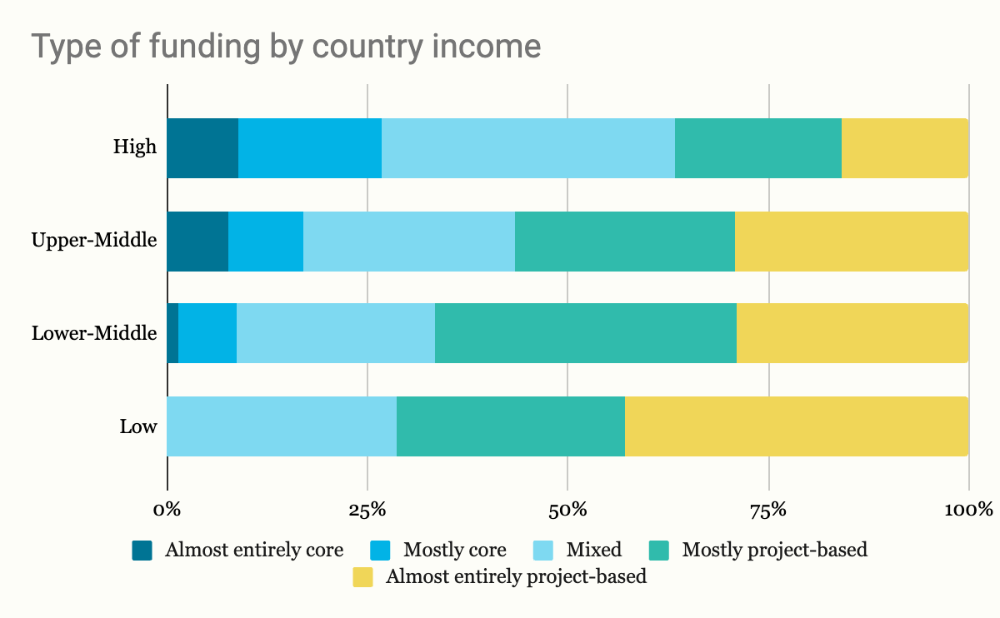 Type of funding by country income
High
Upper-Middle
Lower-Middle
Low
0% 25% 50% 75% 100%
Almost entirely core Mostly core Mixed Mostly project-based
Almost entirely project-based